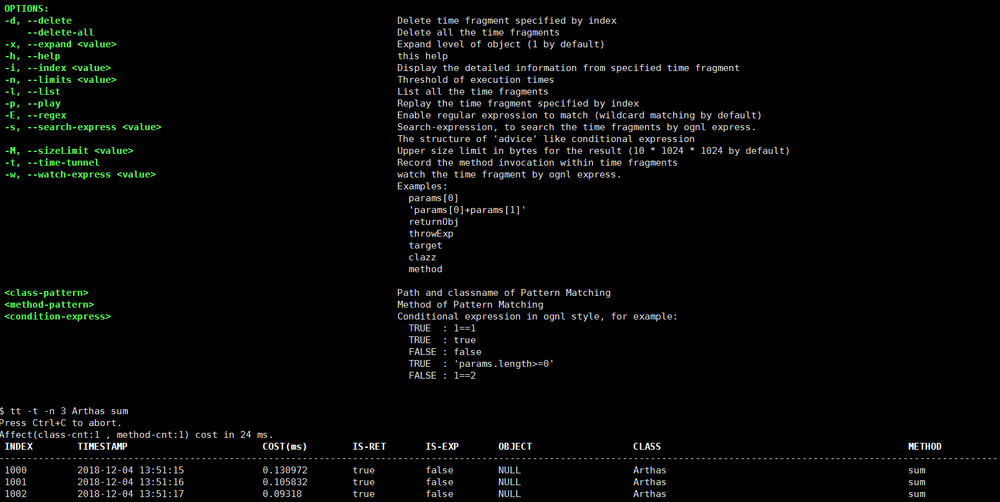 OPTIONS:
-d, --delete Delete time fragment specified by index
--delete-all Delete all the time fragments
-x, --expand <value> Expand level of object (1 by default)
-h, --help this help
-i, --index <value> Display the detailed information from specified time fragment
-n, --limits <value> Threshold of execution times
-l, --list List all the time fragments
-p, --play Replay the time fragment specified by index
-E, --regex Enable regular expression to match (wildcard matching by default)
-s, --search-express <value> Search-expression, to search the time fragments by ognl express.
The structure of 'advice' like conditional expression
-M, --sizeLimit <value> Upper size limit in bytes for the result (10 * 1024 * 1024 by default)
-t, --time-tunnel Record the method invocation within time fragments
-w, --watch-express <value> watch the time fragment by ognl express.
Examples:
params[0]
'params[0]+params[1]'
returnObj
throwExp
target
clazz
method
<class-pattern> Path and classname of Pattern Matching
<method-pattern> Method of Pattern Matching
<condition-express> Conditional expression in ognl style, for example:
TRUE : 1==1
TRUE : true
FALSE : false
TRUE : 'params.length>=0'
FALSE : 1==2
$ tt -t -n 3 Arthas sum
Press Ctrl+C to abort.
Affect(class-cnt:1 , method-cnt:1) cost in 24 ms.
INDEX TIMESTAMP COST(ms) IS-RET IS-EXP OBJECT CLASS METHOD
1000 2018-12-04 13:51:15 0.130972 true false NULL Arthas sum
1001 2018-12-04 13:51:16 0.105832 true false NULL Arthas sum
1002 2018-12-04 13:51:17 0.09318 true false NULL Arthas sum